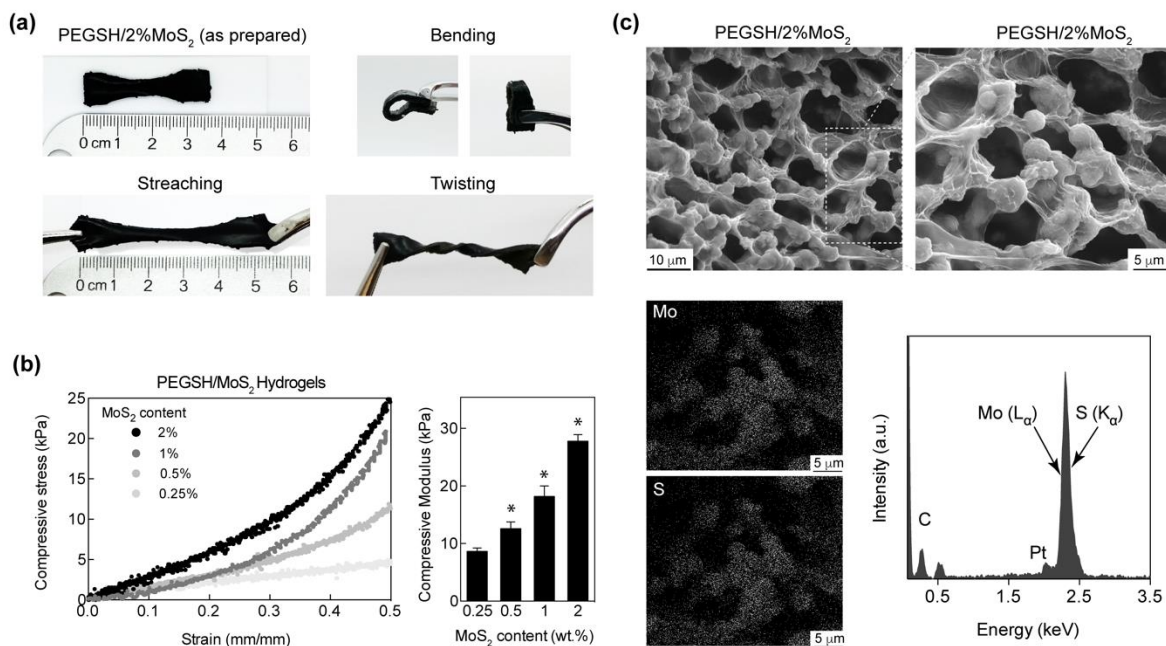 (a)
PEGSH/2%MoS₂ (as prepared)
0 cm 1 2 3 4 5 6
Bending
Streaching
0 cm 1 2 3 4 5 6
Twisting
(b)
PEGSH/MoS₂ Hydrogels
Compressive stress (kPa)
25
20
15
10
5
0
MoS₂ content
2%
1%
0.5%
0.25%
0.0 0.1 0.2 0.3 0.4 0.5
Strain (mm/mm)
Compressive Modulus (kPa)
30
20
10
0
* * *
0.25 0.5 1 2
MoS₂ content (wt.%)
(c)
PEGSH/2%MoS₂
10 μm
PEGSH/2%MoS₂
5 μm
Mo
5 μm
S
5 μm
Intensity (a.u.)
Mo (Lα) S (Kα)
C
Pt
0.5 1.5 2.5 3.5
Energy (keV)